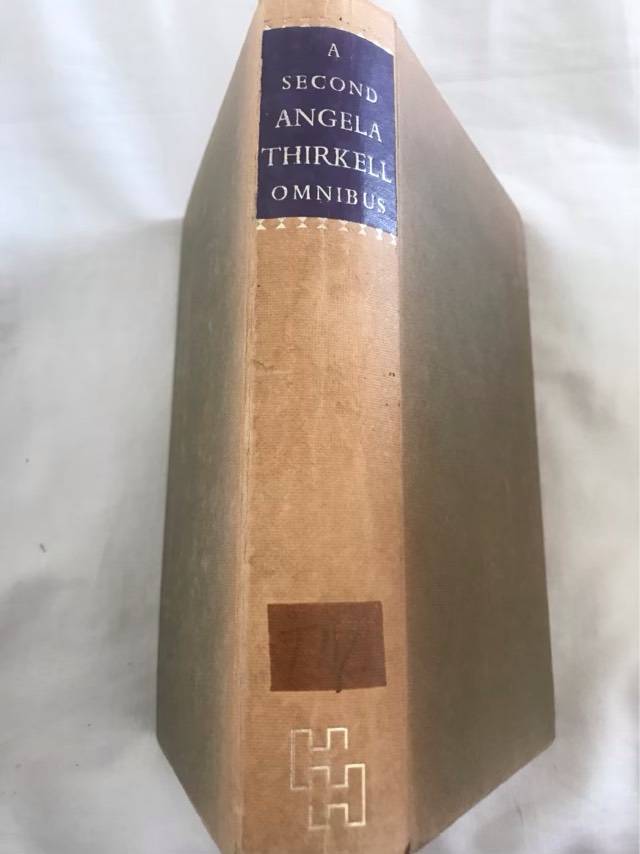 A
SECOND
ANGELA
THIRKELL
OMNIBUS